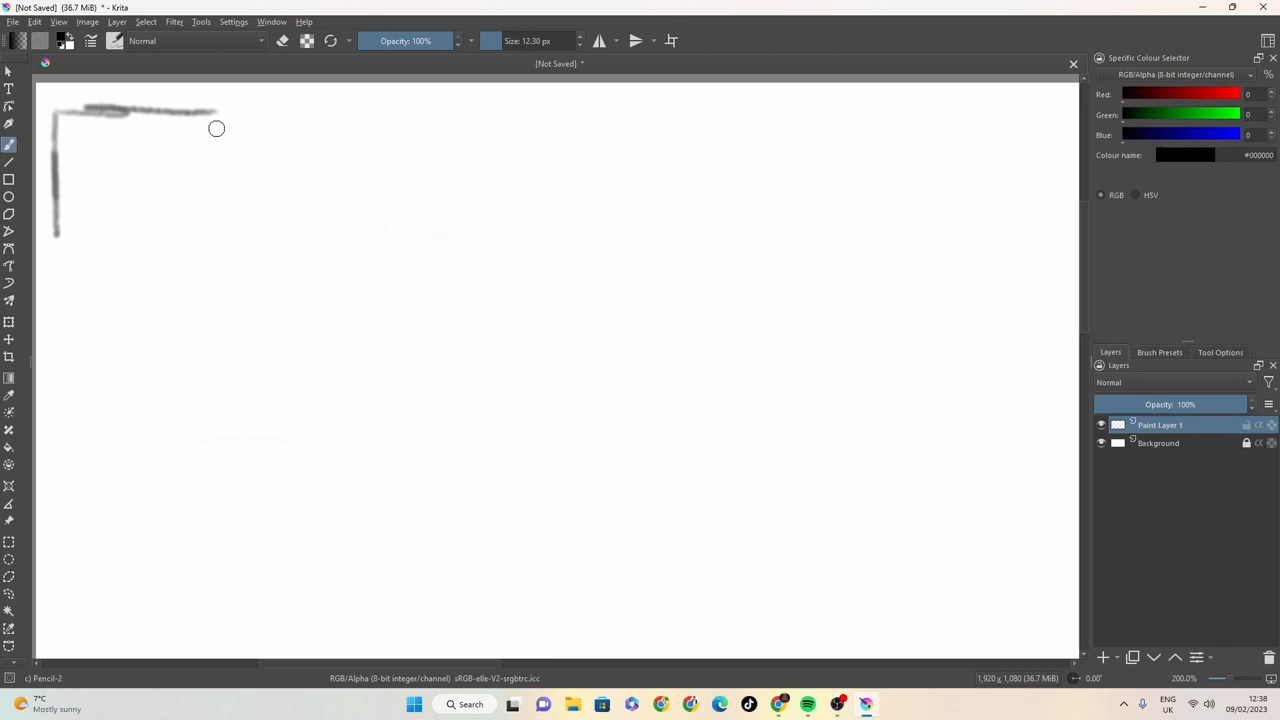 [Not Saved] (36.7 MiB) * - Krita
File Edit View Image Layer Select Filter Tools Settings Window Help
Normal Opacity: 100% Size: 12.30 px
[Not Saved] *
Specific Colour Selector
RGB/Alpha (8-bit integer/channel) %
Red: 0
Green: 0
Blue: 0
Colour name: #000000
RGB HSV
Layers Brush Presets Tool Options
Layers
Normal
Opacity: 100%
Paint Layer 1
Background
c) Pencil-2 RGB/Alpha (8-bit integer/channel) sRGB-elle-V2-srgbtrc.icc 1,920 x 1,080 (36.7 MiB) 0.00° 200.0%
7°C
Mostly sunny
Search
ENG
UK
12:38
09/02/2023